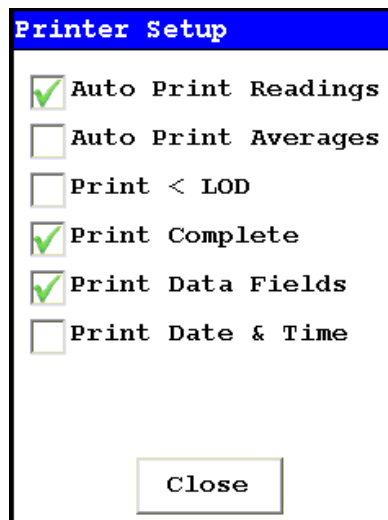 Printer Setup
Auto Print Readings
Auto Print Averages
Print < LOD
Print Complete
Print Data Fields
Print Date & Time
Close